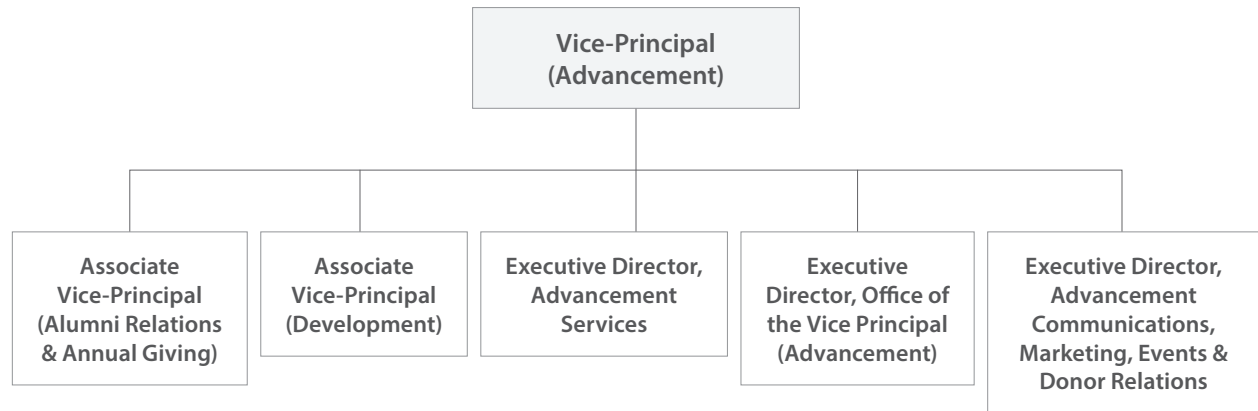 Vice-Principal
(Advancement)
Associate
Vice-Principal
(Alumni Relations
& Annual Giving)
Associate
Vice-Principal
(Development)
Executive Director,
Advancement
Services
Executive
Director, Office of
the Vice Principal
(Advancement)
Executive Director,
Advancement
Communications,
Marketing, Events &
Donor Relations